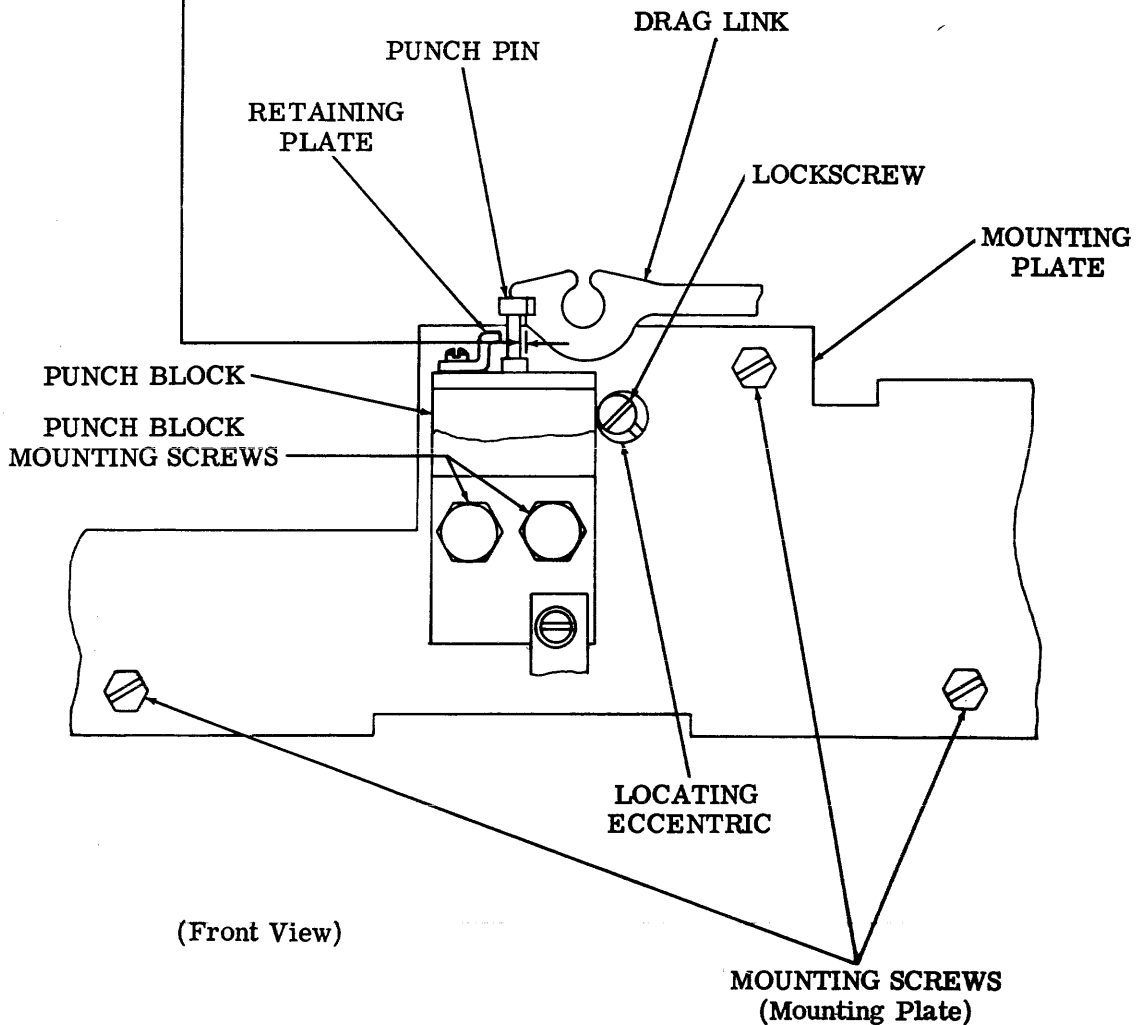 DRAG LINK
PUNCH PIN
RETAINING
PLATE
LOCKSCREW
MOUNTING
PLATE
PUNCH BLOCK
PUNCH BLOCK
MOUNTING SCREWS
LOCATING
ECCENTRIC
(Front View)
MOUNTING SCREWS
(Mounting Plate)